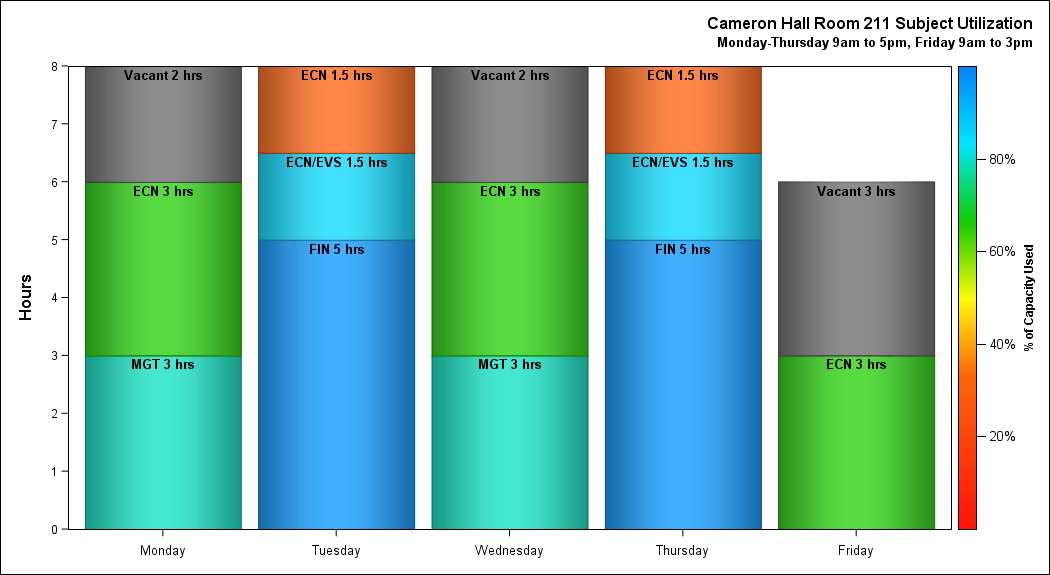 Cameron Hall Room 211 Subject Utilization
Monday-Thursday 9am to 5pm, Friday 9am to 3pm
Hours
8
7
6
5
4
3
2
1
0
Vacant 2 hrs
ECN 3 hrs
MGT 3 hrs
ECN 1.5 hrs
ECN/EVS 1.5 hrs
FIN 5 hrs
Vacant 2 hrs
ECN 3 hrs
MGT 3 hrs
ECN 1.5 hrs
ECN/EVS 1.5 hrs
FIN 5 hrs
Vacant 3 hrs
ECN 3 hrs
Monday
Tuesday
Wednesday
Thursday
Friday
80%
60%
40%
20%
% of Capacity Used